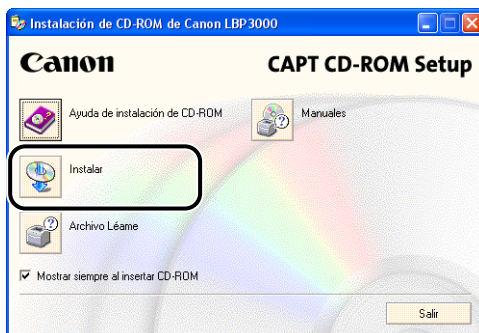 Instalación de CD-ROM de Canon LBP3000
Canon
CAPT CD-ROM Setup
Ayuda de instalación de CD-ROM
Manuales
Instalar
Archivo Léame
Mostrar siempre al insertar CD-ROM
Salir